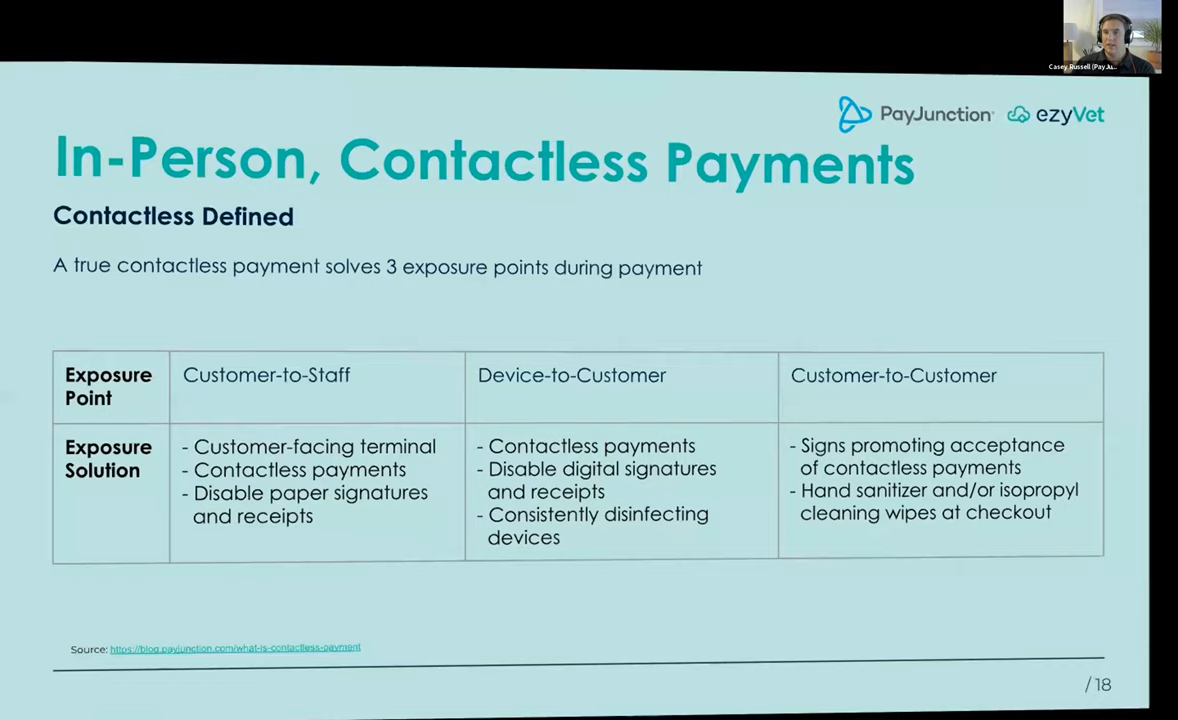 Casey Russell (PayJu...
PayJunction
ezyVet
In-Person, Contactless Payments
Contactless Defined
A true contactless payment solves 3 exposure points during payment
Exposure
Point
Customer-to-Staff
Device-to-Customer
Customer-to-Customer
Exposure
Solution
- Customer-facing terminal
- Contactless payments
- Disable paper signatures
and receipts
- Contactless payments
- Disable digital signatures
and receipts
- Consistently disinfecting
devices
- Signs promoting acceptance
of contactless payments
- Hand sanitizer and/or isopropyl
cleaning wipes at checkout
Source: https://blog.payjunction.com/what-is-contactless-payment
/ 18